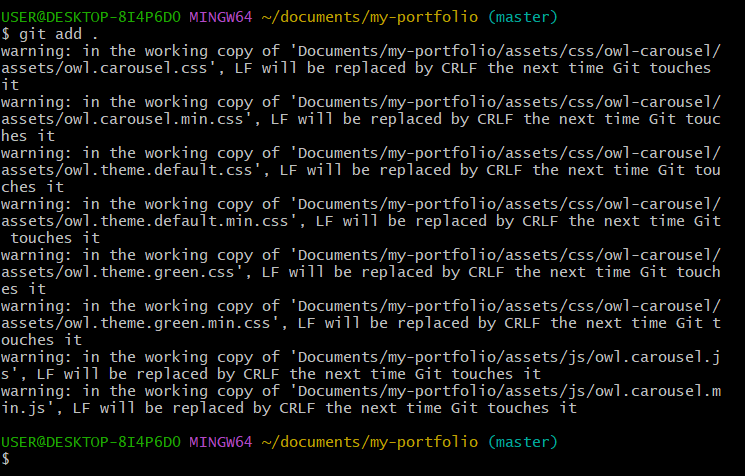 USER@DESKTOP-8I4P6DO MINGW64 ~/documents/my-portfolio (master)
$ git add .
warning: in the working copy of 'Documents/my-portfolio/assets/css/owl-carousel/
assets/owl.carousel.css', LF will be replaced by CRLF the next time Git touches
it
warning: in the working copy of 'Documents/my-portfolio/assets/css/owl-carousel/
assets/owl.carousel.min.css', LF will be replaced by CRLF the next time Git touc
hes it
warning: in the working copy of 'Documents/my-portfolio/assets/css/owl-carousel/
assets/owl.theme.default.css', LF will be replaced by CRLF the next time Git tou
ches it
warning: in the working copy of 'Documents/my-portfolio/assets/css/owl-carousel/
assets/owl.theme.default.min.css', LF will be replaced by CRLF the next time Git
 touches it
warning: in the working copy of 'Documents/my-portfolio/assets/css/owl-carousel/
assets/owl.theme.green.css', LF will be replaced by CRLF the next time Git touch
es it
warning: in the working copy of 'Documents/my-portfolio/assets/css/owl-carousel/
assets/owl.theme.green.min.css', LF will be replaced by CRLF the next time Git t
ouches it
warning: in the working copy of 'Documents/my-portfolio/assets/js/owl.carousel.j
s', LF will be replaced by CRLF the next time Git touches it
warning: in the working copy of 'Documents/my-portfolio/assets/js/owl.carousel.m
in.js', LF will be replaced by CRLF the next time Git touches it
USER@DESKTOP-8I4P6DO MINGW64 ~/documents/my-portfolio (master)
$